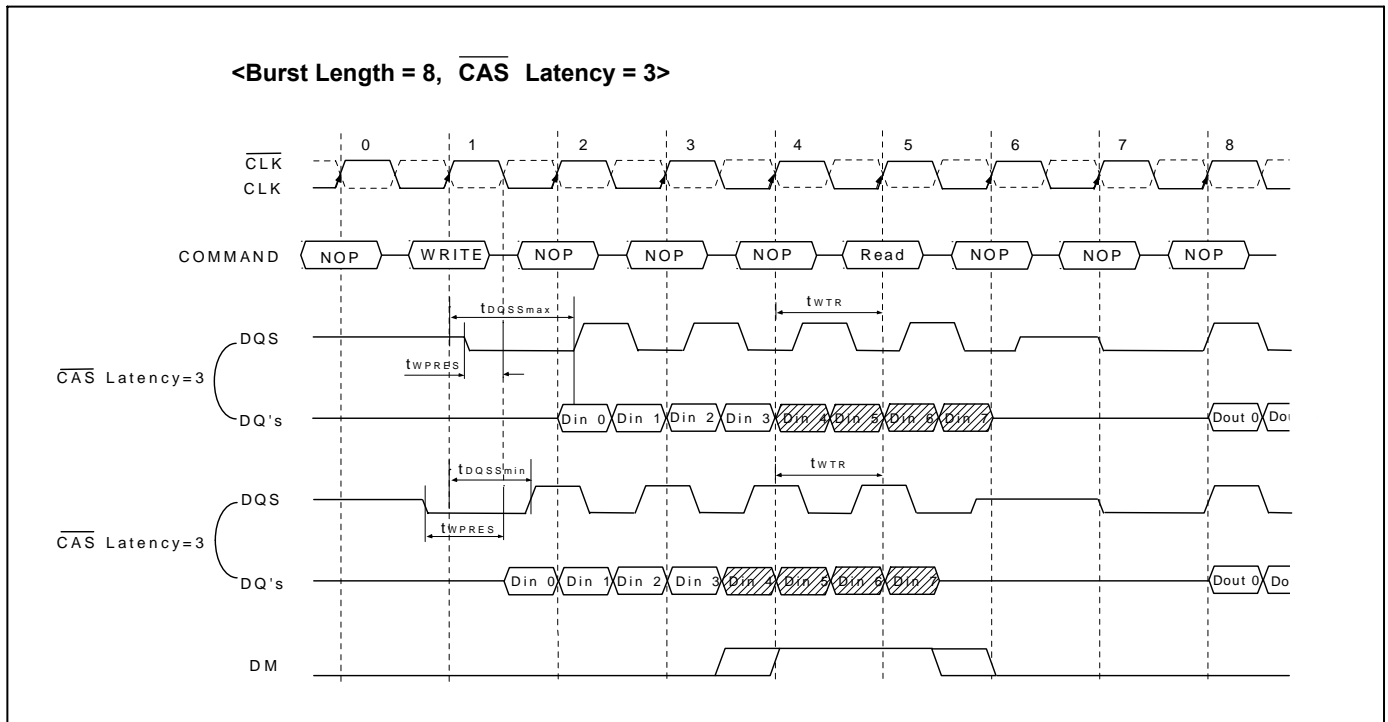 <Burst Length = 8, CAS Latency = 3>
0 1 2 3 4 5 6 7 8
CLK
CLK
COMMAND NOP WRITE NOP NOP NOP Read NOP NOP NOP
tDQSSmax tWTR
DQS
tWPRES
CAS Latency=3
DQ's Din 0 Din 1 Din 2 Din 3 Din 4 Din 5 Din 6 Din 7 Dout 0
tDQSSmin tWTR
DQS
tWPRES
CAS Latency=3
DQ's Din 0 Din 1 Din 2 Din 3 Din 4 Din 5 Din 6 Din 7 Dout 0
DM